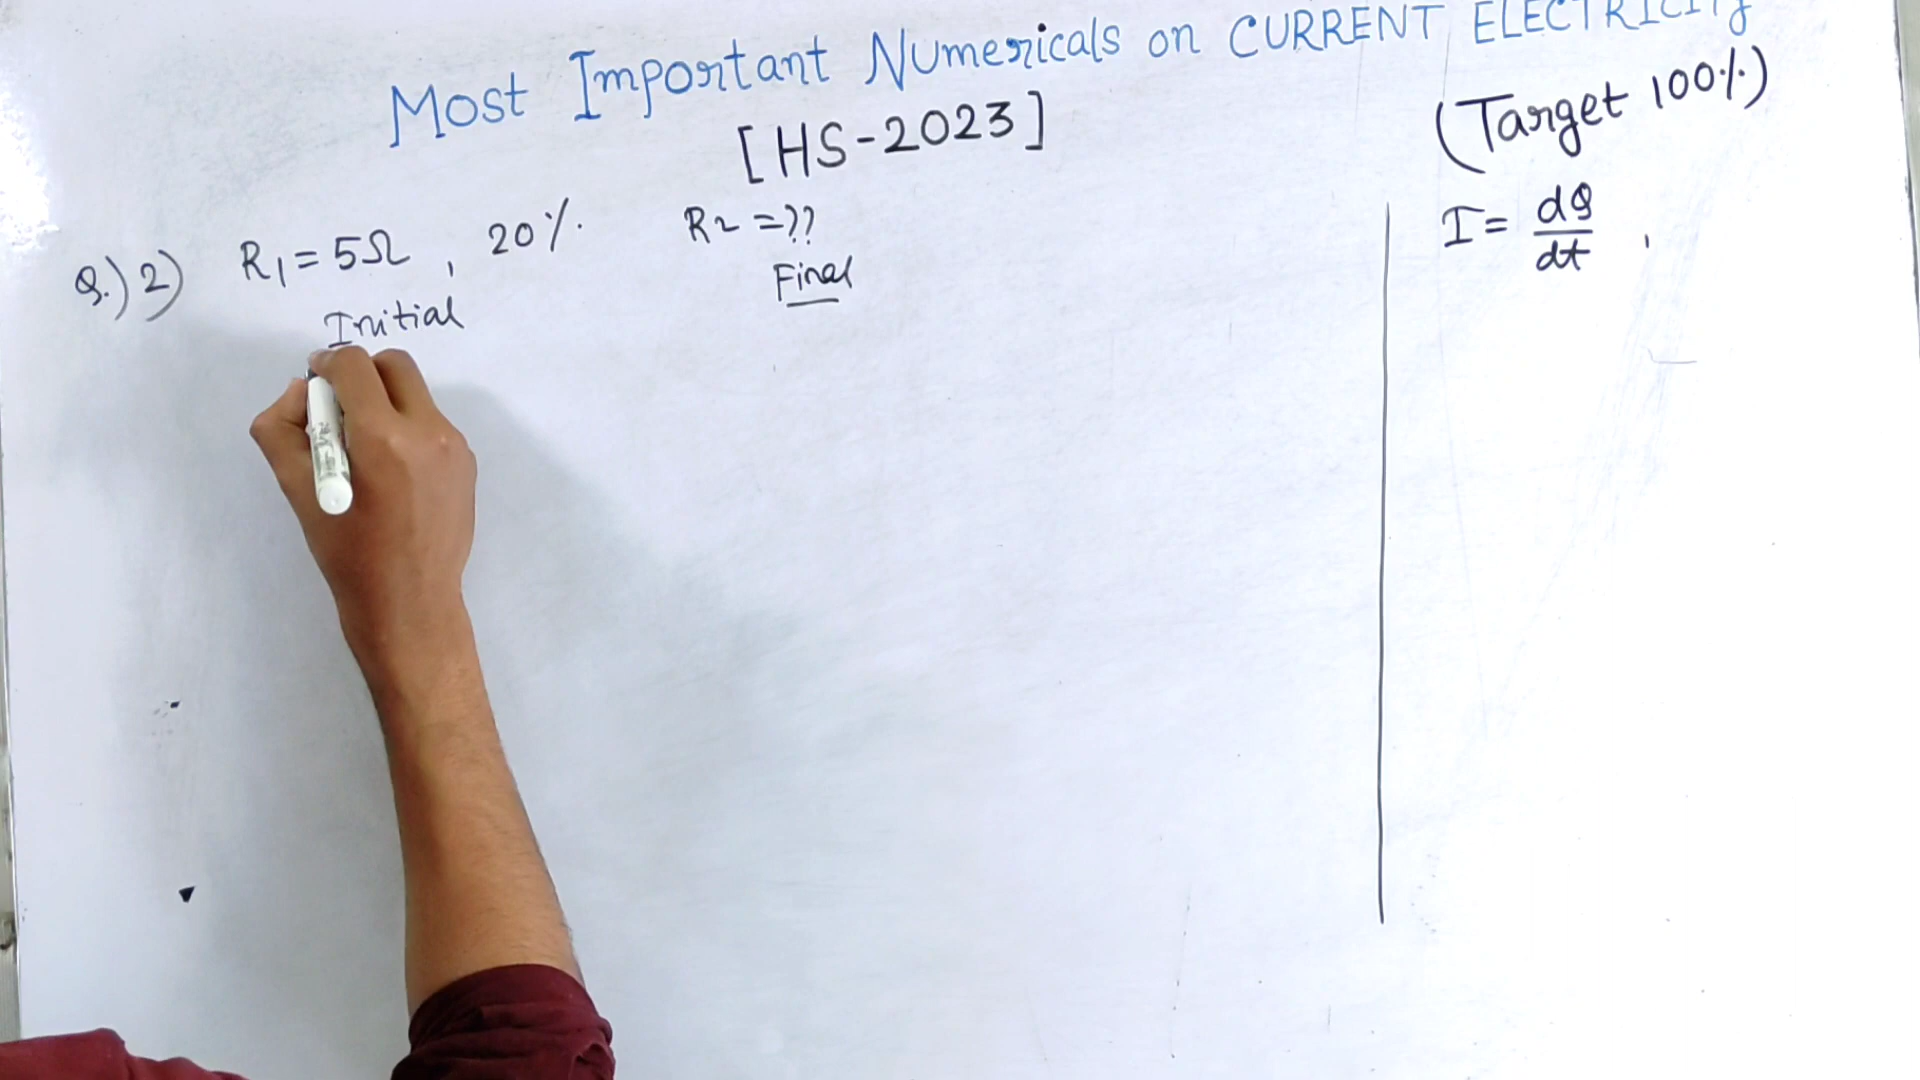 Most Important Numericals on CURRENT ELECTRICITY
[HS-2023]
(Target 100%)
Q.) 2) R₁ = 5Ω , 20% R₂ = ??
Initial Final
I = dQ/dt ,